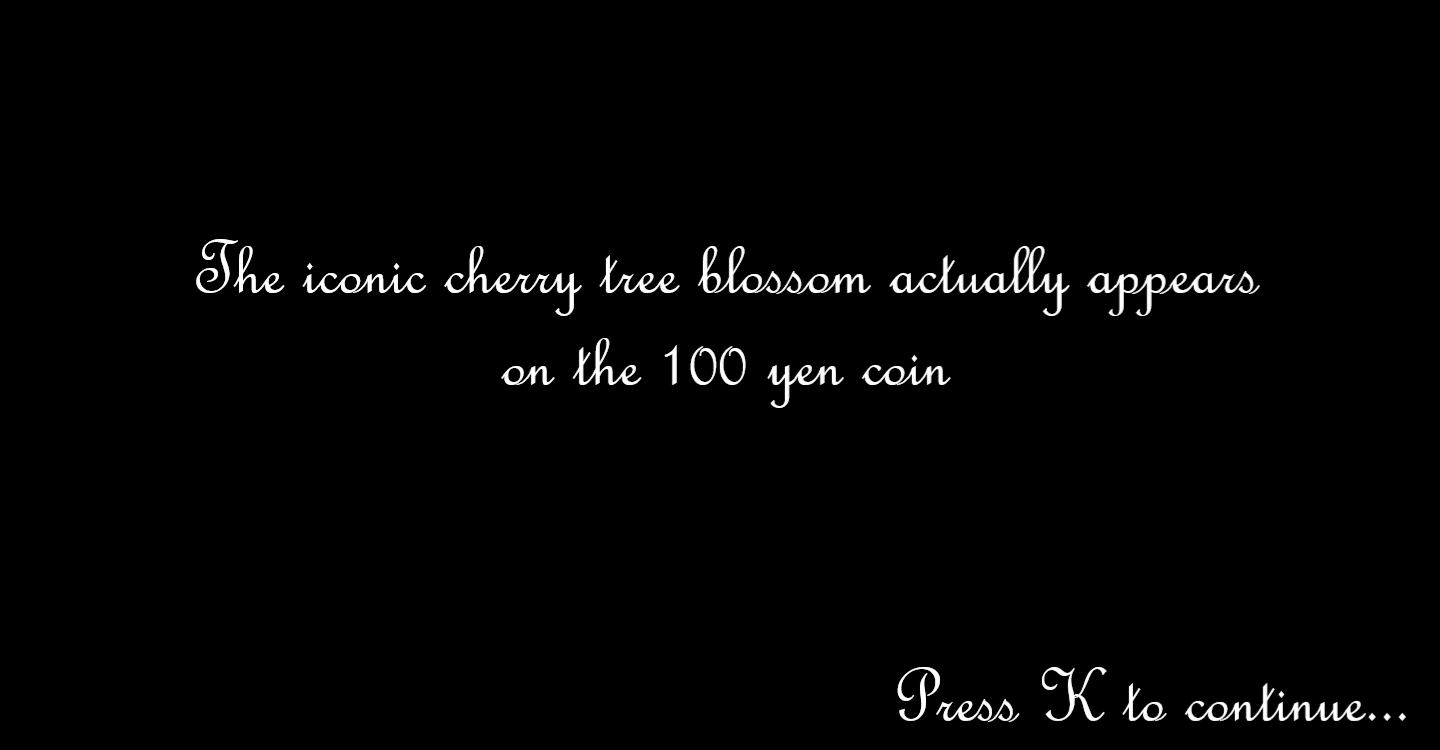 The iconic cherry tree blossom actually appears
on the 100 yen coin
Press K to continue...